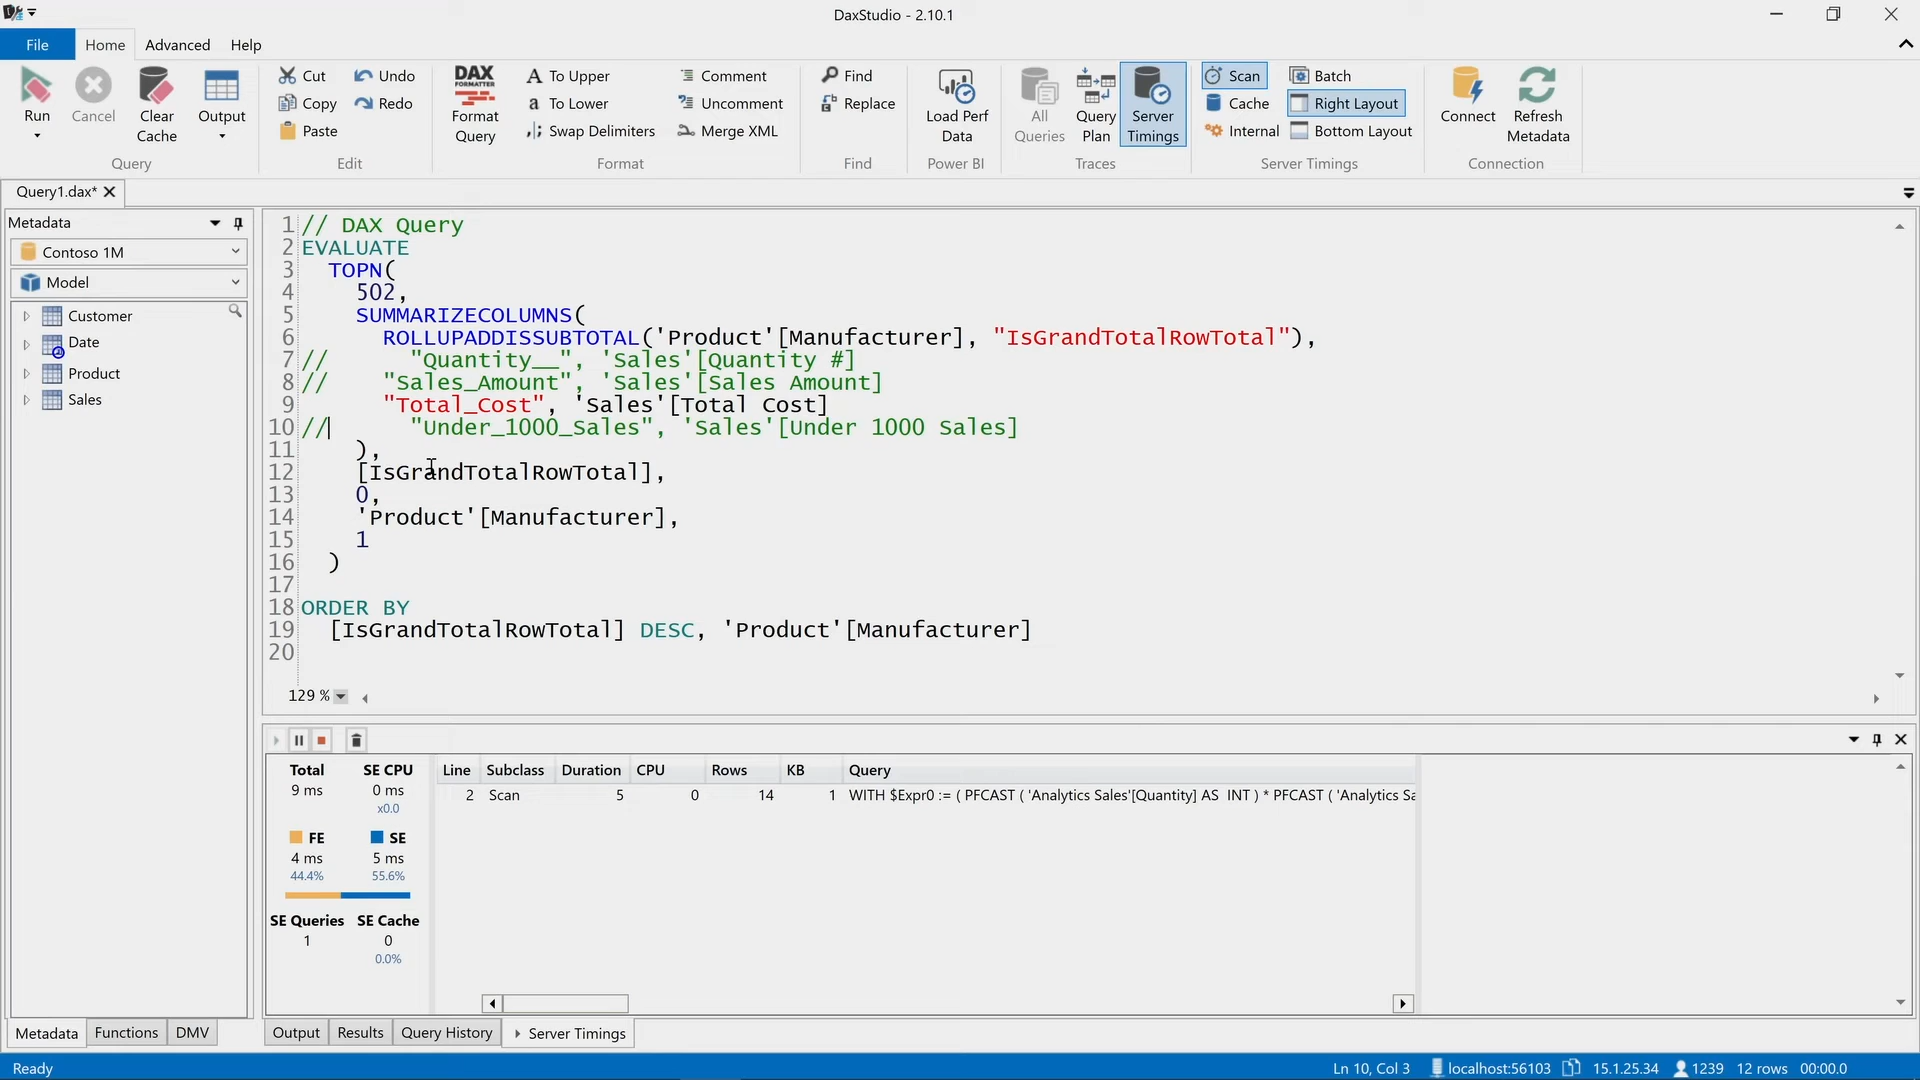 DaxStudio - 2.10.1
File Home Advanced Help
Run Cancel Clear Cache Output
Query
Cut Undo
Copy Redo
Paste
Edit
DAX FORMATTER
Format Query
To Upper Comment
To Lower Uncomment
Swap Delimiters Merge XML
Format
Find
Replace
Find
Load Perf Data
Power BI
All Queries Query Plan Server Timings
Traces
Scan Batch
Cache Right Layout
Internal Bottom Layout
Server Timings
Connect Refresh Metadata
Connection
Query1.dax*
Metadata
Contoso 1M
Model
Customer
Date
Product
Sales
1 // DAX Query
2 EVALUATE
3 TOPN(
4 502,
5 SUMMARIZECOLUMNS(
6 ROLLUPADDISSUBTOTAL('Product'[Manufacturer], "IsGrandTotalRowTotal"),
7 // "Quantity__", 'Sales'[Quantity #]
8 // "Sales_Amount", 'Sales'[Sales Amount]
9 "Total_Cost", 'Sales'[Total Cost]
10 // "Under_1000_Sales", 'Sales'[Under 1000 Sales]
11 ),
12 [IsGrandTotalRowTotal],
13 0,
14 'Product'[Manufacturer],
15 1
16 )
17
18 ORDER BY
19 [IsGrandTotalRowTotal] DESC, 'Product'[Manufacturer]
20
129 %
Total SE CPU
9 ms 0 ms
x0.0
FE SE
4 ms 5 ms
44.4% 55.6%
SE Queries SE Cache
1 0
0.0%
Line Subclass Duration CPU Rows KB Query
2 Scan 5 0 14 1 WITH $Expr0 := ( PFCAST ( 'Analytics Sales'[Quantity] AS INT ) * PFCAST ( 'Analytics Sa
Metadata Functions DMV
Output Results Query History Server Timings
Ready
Ln 10, Col 3 localhost:56103 15.1.25.34 1239 12 rows 00:00.0